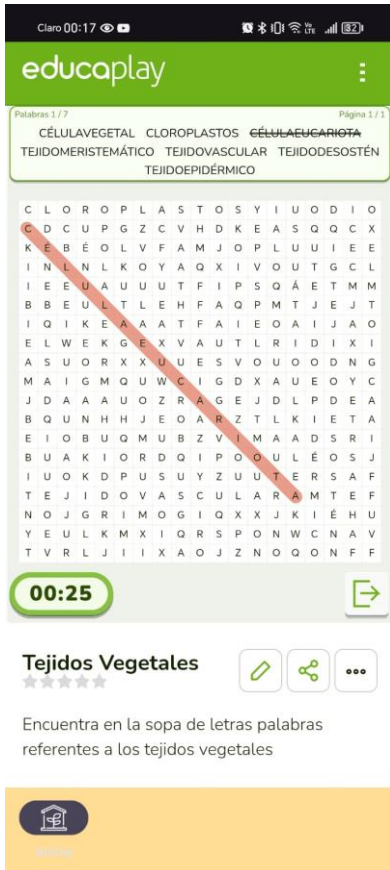 Claro 00:17 82
educaplay
Palabras 1 / 7 Página 1 / 1
CÉLULAVEGETAL CLOROPLASTOS CÉLULAEUCARIOTA
TEJIDOMERISTEMÁTICO TEJIDOVASCULAR TEJIDODESOSTÉN
TEJIDOEPIDÉRMICO
C L O R O P L A S T O S Y I U O D I O
C D C U P G Z C V H D K E A S Q Q C X
K É B É O L V F A M J O P L U U I E E
I N L N L K O Y A Q X I V O U T G C L
I E E U A U U U T F I P S Q Á E T M M
B B E U L T L E H F A Q P M T J E J T
I Q I K E A A A T F A I E O A I J A O
E L W E K G E X V A U T L R I D I X I
A S U O R X X U U E S V O U O O D N G
M A I G M Q U W C I G D X A U E O Y C
J D A A A U O Z R A G E J D L P D E A
B Q U N H H J E O A R Z T L K I E T A
E I O B U Q M U B Z V I M A A D S R I
B U A K I O R D Q I P O O U L É O S J
I U O K D P U S U Y Z U U T E R S A F
T E J I D O V A S C U L A R A M T E F
N O J G R I M O G I Q X X J K I É H U
Y E U L K M X I Q R S P O N W C N A V
T V R L J I I X A O J Z N O Q O N F F
00:25
Tejidos Vegetales
Encuentra en la sopa de letras palabras
referentes a los tejidos vegetales